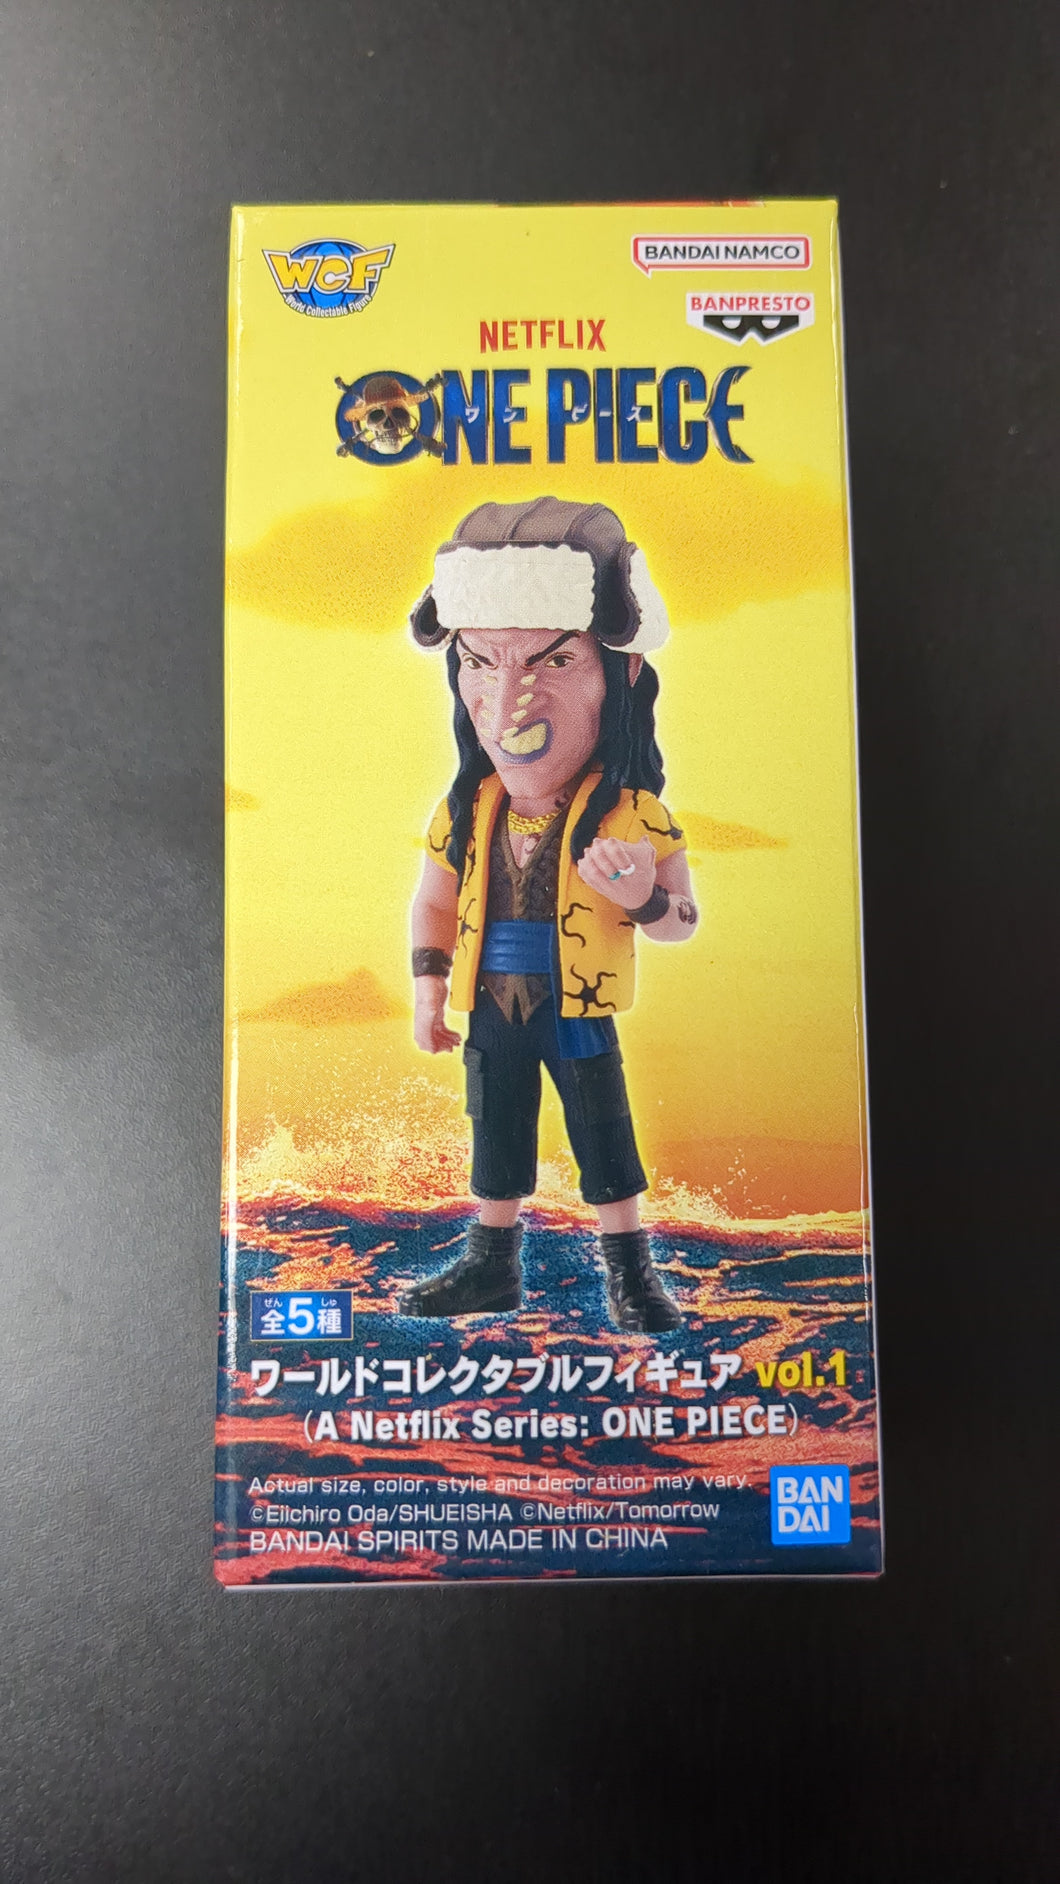 WCF
World Collectable Figure
BANDAI NAMCO
BANPRESTO
NETFLIX
ONE PIECE
ワンピース
ぜん しゅ
全5種
ワールドコレクタブルフィギュア vol.1
(A Netflix Series: ONE PIECE)
Actual size, color, style and decoration may vary.
©Eiichiro Oda/SHUEISHA ©Netflix/Tomorrow
BANDAI SPIRITS MADE IN CHINA
BAN
DAI